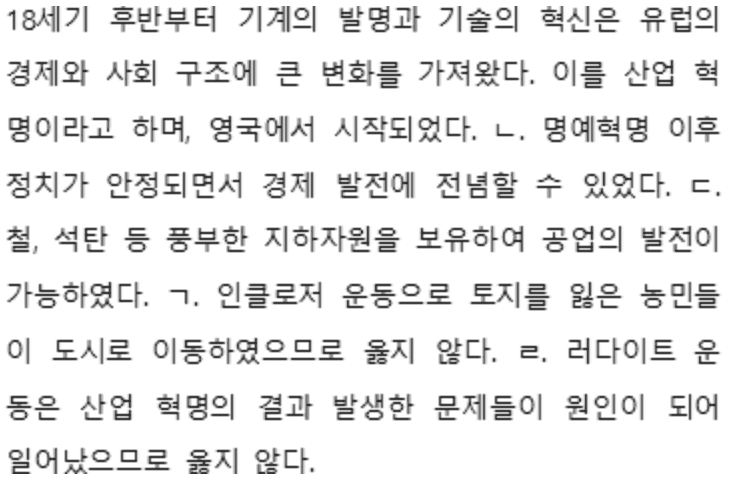 18세기 후반부터 기계의 발명과 기술의 혁신은 유럽의
경제와 사회 구조에 큰 변화를 가져왔다. 이를 산업 혁
명이라고 하며, 영국에서 시작되었다. ㄴ. 명예혁명 이후
정치가 안정되면서 경제 발전에 전념할 수 있었다. ㄷ.
철, 석탄 등 풍부한 지하자원을 보유하여 공업의 발전이
가능하였다. ㄱ. 인클로저 운동으로 토지를 잃은 농민들
이 도시로 이동하였으므로 옳지 않다. ㄹ. 러다이트 운
동은 산업 혁명의 결과 발생한 문제들이 원인이 되어
일어났으므로 옳지 않다.